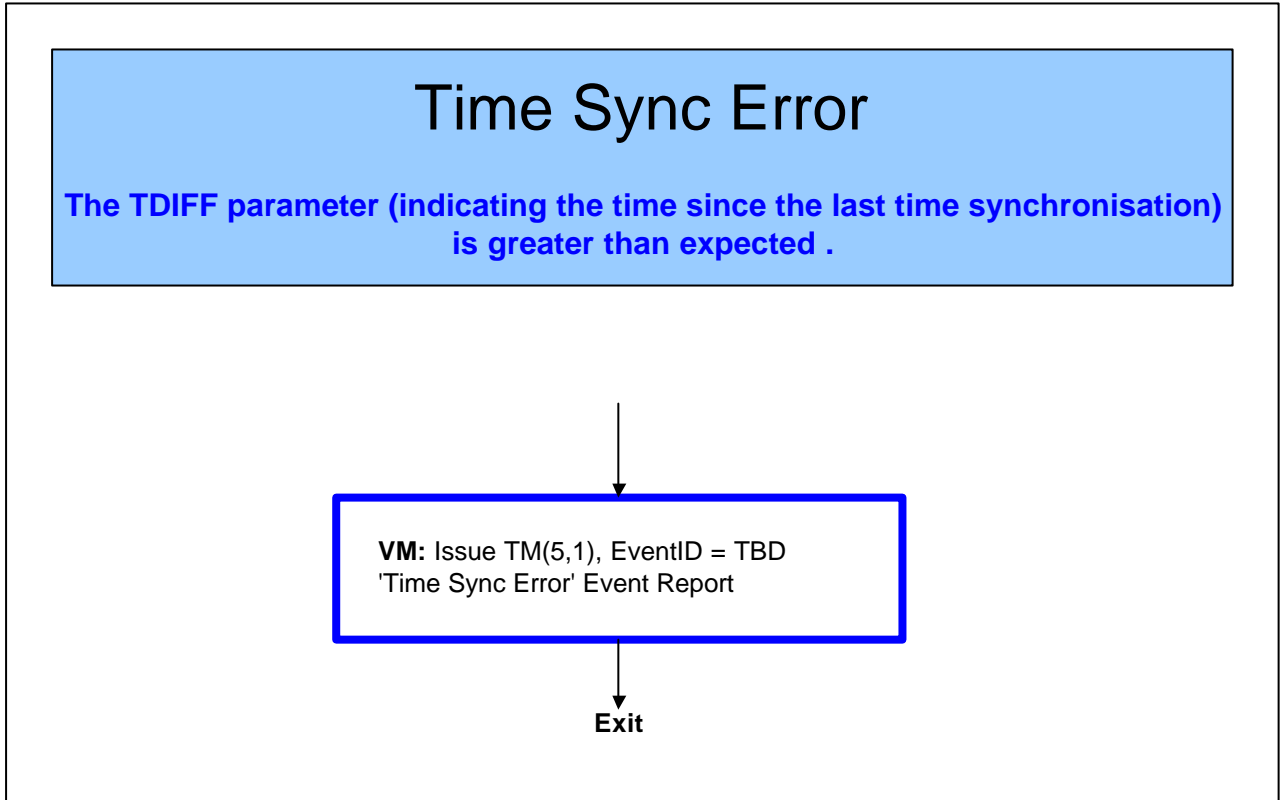 Time Sync Error
The TDIFF parameter (indicating the time since the last time synchronisation)
is greater than expected .
VM: Issue TM(5,1), EventID = TBD
'Time Sync Error' Event Report
Exit